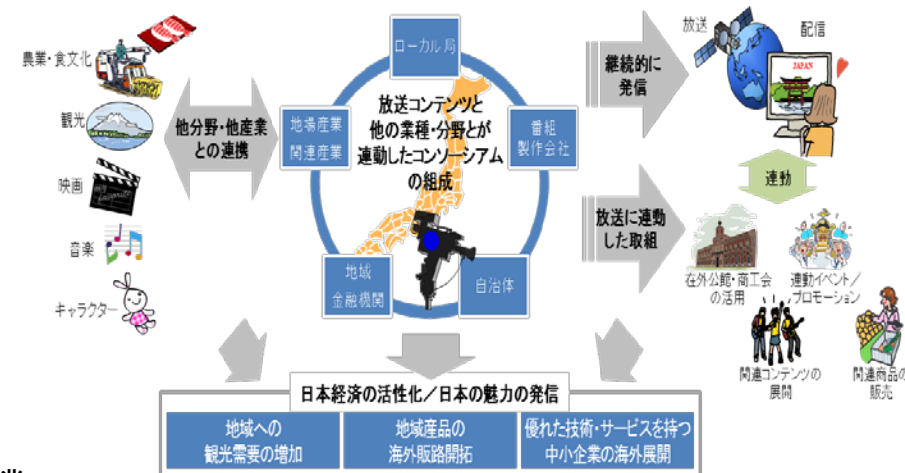 農業・食文化
観光
映画
音楽
キャラクター
他分野・他産業
との連携
ローカル局
地場産業
関連産業
番組
製作会社
地域
金融機関
自治体
放送コンテンツと
他の業種・分野とが
連動したコンソーシアム
の組成
継続的に
発信
放送に連動
した取組
放送
配信
JAPAN
連動
在外公館・商工会
の活用
連動イベント／
プロモーション
関連コンテンツの
展開
関連商品の
販売
日本経済の活性化／日本の魅力の発信
地域への
観光需要の増加
地域産品の
海外販路開拓
優れた技術・サービスを持つ
中小企業の海外展開